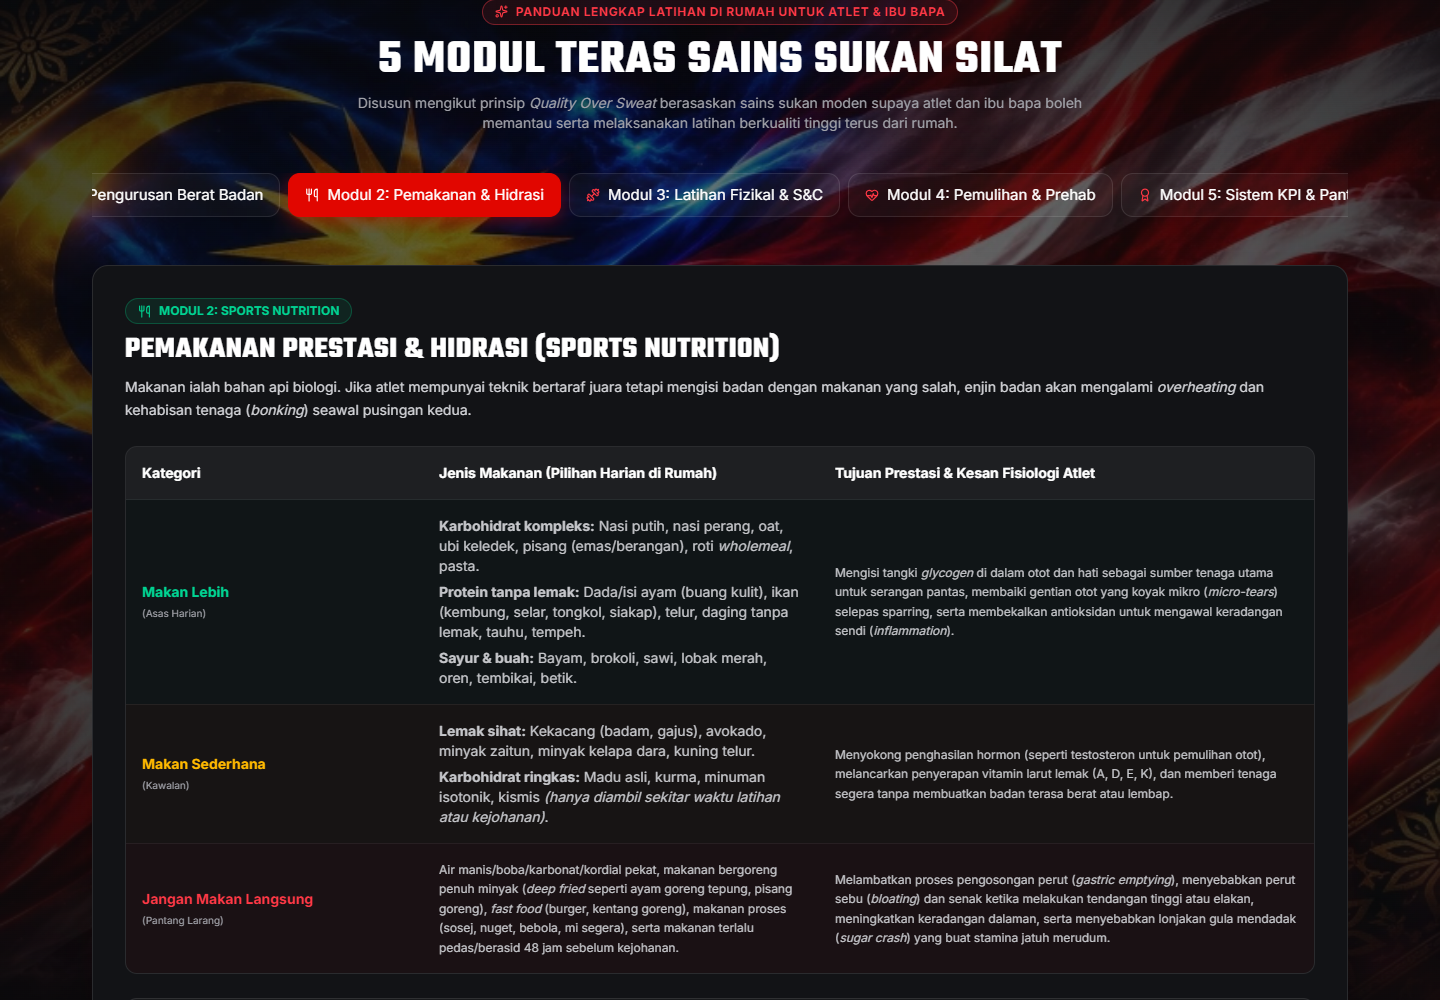 PANDUAN LENGKAP LATIHAN DI RUMAH UNTUK ATLET & IBU BAPA
5 MODUL TERAS SAINS SUKAN SILAT
Disusun mengikut prinsip Quality Over Sweat berasaskan sains sukan moden supaya atlet dan ibu bapa boleh
memantau serta melaksanakan latihan berkualiti tinggi terus dari rumah.
Pengurusan Berat Badan
Modul 2: Pemakanan & Hidrasi
Modul 3: Latihan Fizikal & S&C
Modul 4: Pemulihan & Prehab
Modul 5: Sistem KPI & Pant
MODUL 2: SPORTS NUTRITION
PEMAKANAN PRESTASI & HIDRASI (SPORTS NUTRITION)
Makanan ialah bahan api biologi. Jika atlet mempunyai teknik bertaraf juara tetapi mengisi badan dengan makanan yang salah, enjin badan akan mengalami overheating dan
kehabisan tenaga (bonking) seawal pusingan kedua.
Kategori
Jenis Makanan (Pilihan Harian di Rumah)
Tujuan Prestasi & Kesan Fisiologi Atlet
Makan Lebih
(Asas Harian)
Karbohidrat kompleks: Nasi putih, nasi perang, oat,
ubi keledek, pisang (emas/berangan), roti wholemeal,
pasta.
Protein tanpa lemak: Dada/isi ayam (buang kulit), ikan
(kembung, selar, tongkol, siakap), telur, daging tanpa
lemak, tauhu, tempeh.
Sayur & buah: Bayam, brokoli, sawi, lobak merah,
oren, tembikai, betik.
Mengisi tangki glycogen di dalam otot dan hati sebagai sumber tenaga utama
untuk serangan pantas, membaiki gentian otot yang koyak mikro (micro-tears)
selepas sparring, serta membekalkan antioksidan untuk mengawal keradangan
sendi (inflammation).
Makan Sederhana
(Kawalan)
Lemak sihat: Kekacang (badam, gajus), avokado,
minyak zaitun, minyak kelapa dara, kuning telur.
Karbohidrat ringkas: Madu asli, kurma, minuman
isotonik, kismis (hanya diambil sekitar waktu latihan
atau kejohanan).
Menyokong penghasilan hormon (seperti testosteron untuk pemulihan otot),
melancarkan penyerapan vitamin larut lemak (A, D, E, K), dan memberi tenaga
segera tanpa membuatkan badan terasa berat atau lembap.
Jangan Makan Langsung
(Pantang Larang)
Air manis/boba/karbonat/kordial pekat, makanan bergoreng
penuh minyak (deep fried seperti ayam goreng tepung, pisang
goreng), fast food (burger, kentang goreng), makanan proses
(sosej, nuget, bebola, mi segera), serta makanan terlalu
pedas/berasid 48 jam sebelum kejohanan.
Melambatkan proses pengosongan perut (gastric emptying), menyebabkan perut
sebu (bloating) dan senak ketika melakukan tendangan tinggi atau elakan,
meningkatkan keradangan dalaman, serta menyebabkan lonjakan gula mendadak
(sugar crash) yang buat stamina jatuh merudum.